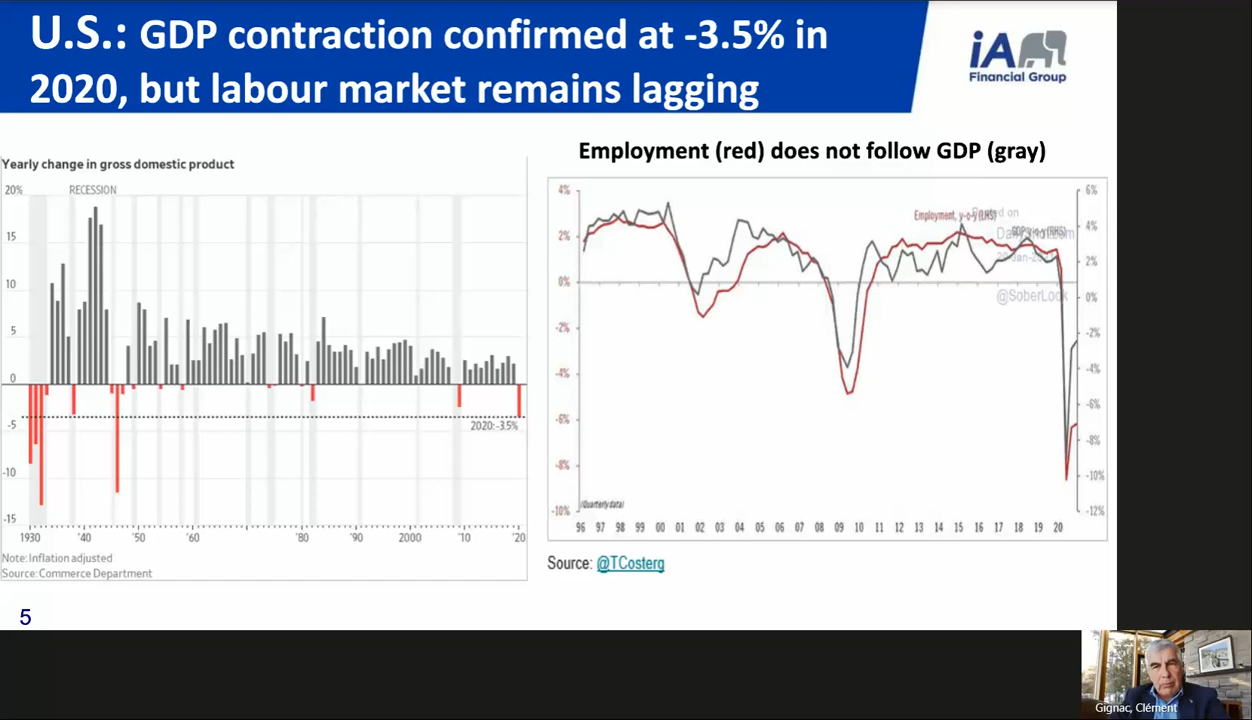 U.S.: GDP contraction confirmed at -3.5% in
2020, but labour market remains lagging
iA
Financial Group
Yearly change in gross domestic product
20%
RECESSION
15
10
5
0
-5
-10
-15
2020: -3.5%
1930 '40 '50 '60 '80 '90 2000 '10 '20
Note: Inflation adjusted
Source: Commerce Department
Employment (red) does not follow GDP (gray)
4%
2%
0%
-2%
-4%
-6%
-8%
-10%
Employment, y-o-y (LHS)
Posted on
@SoberLook
6%
4%
2%
0%
-2%
-4%
-6%
-8%
-10%
-12%
(Quarterly data)
96 97 98 99 00 01 02 03 04 05 06 07 08 09 10 11 12 13 14 15 16 17 18 19 20
Source: @TCosterg
5
Gignac, Clément